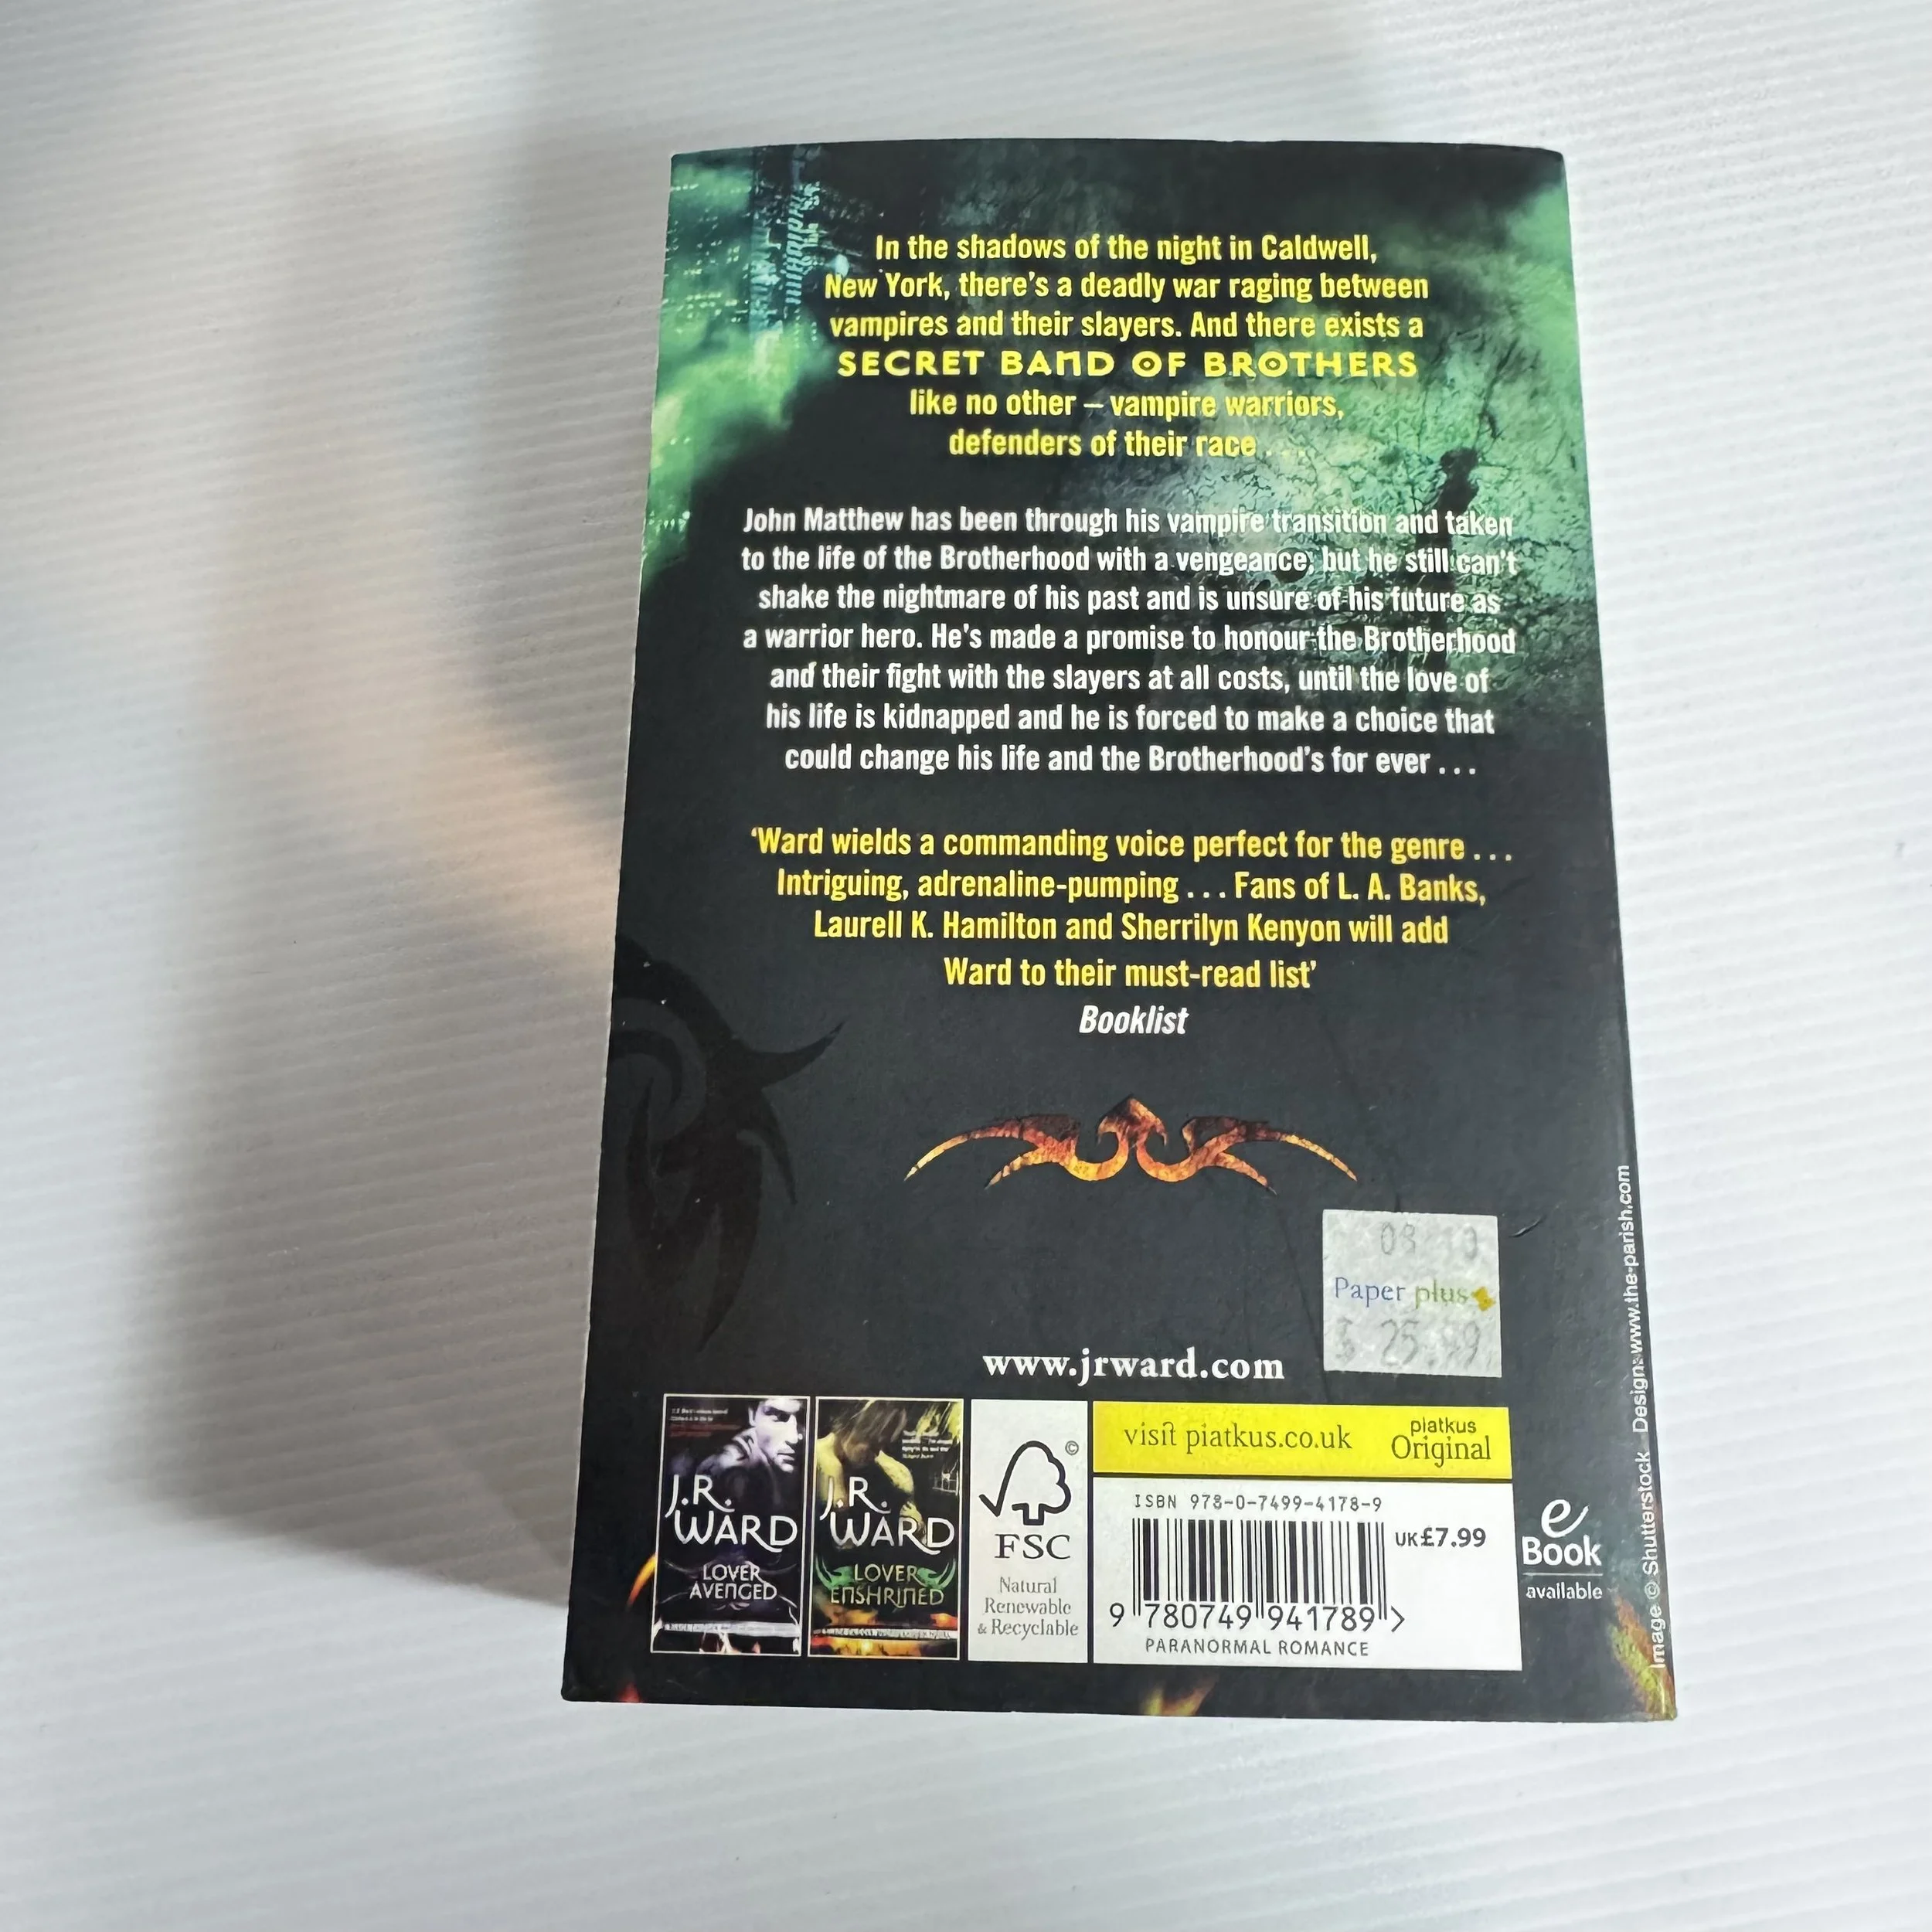 In the shadows of the night in Caldwell,
New York, there's a deadly war raging between
vampires and their slayers. And there exists a
SECRET BAND OF BROTHERS
like no other – vampire warriors,
defenders of their race . . .
John Matthew has been through his vampire transition and taken
to the life of the Brotherhood with a vengeance, but he still can't
shake the nightmare of his past and is unsure of his future as
a warrior hero. He's made a promise to honour the Brotherhood
and their fight with the slayers at all costs, until the love of
his life is kidnapped and he is forced to make a choice that
could change his life and the Brotherhood's for ever . . .
‘Ward wields a commanding voice perfect for the genre . . .
Intriguing, adrenaline-pumping . . . Fans of L. A. Banks,
Laurell K. Hamilton and Sherrilyn Kenyon will add
Ward to their must-read list’
Booklist
Paper plus
$ 25.99
www.jrward.com
J.R.
WARD
LOVER
AVENGED
J.R.
WARD
LOVER
ENSHRINED
©
FSC
Natural
Renewable
& Recyclable
visit piatkus.co.uk
piatkus
Original
ISBN 978-0-7499-4178-9
UK£7.99
9 780749 941789 >
PARANORMAL ROMANCE
e
Book
available
Image © Shutterstock Design: www.the-parish.com